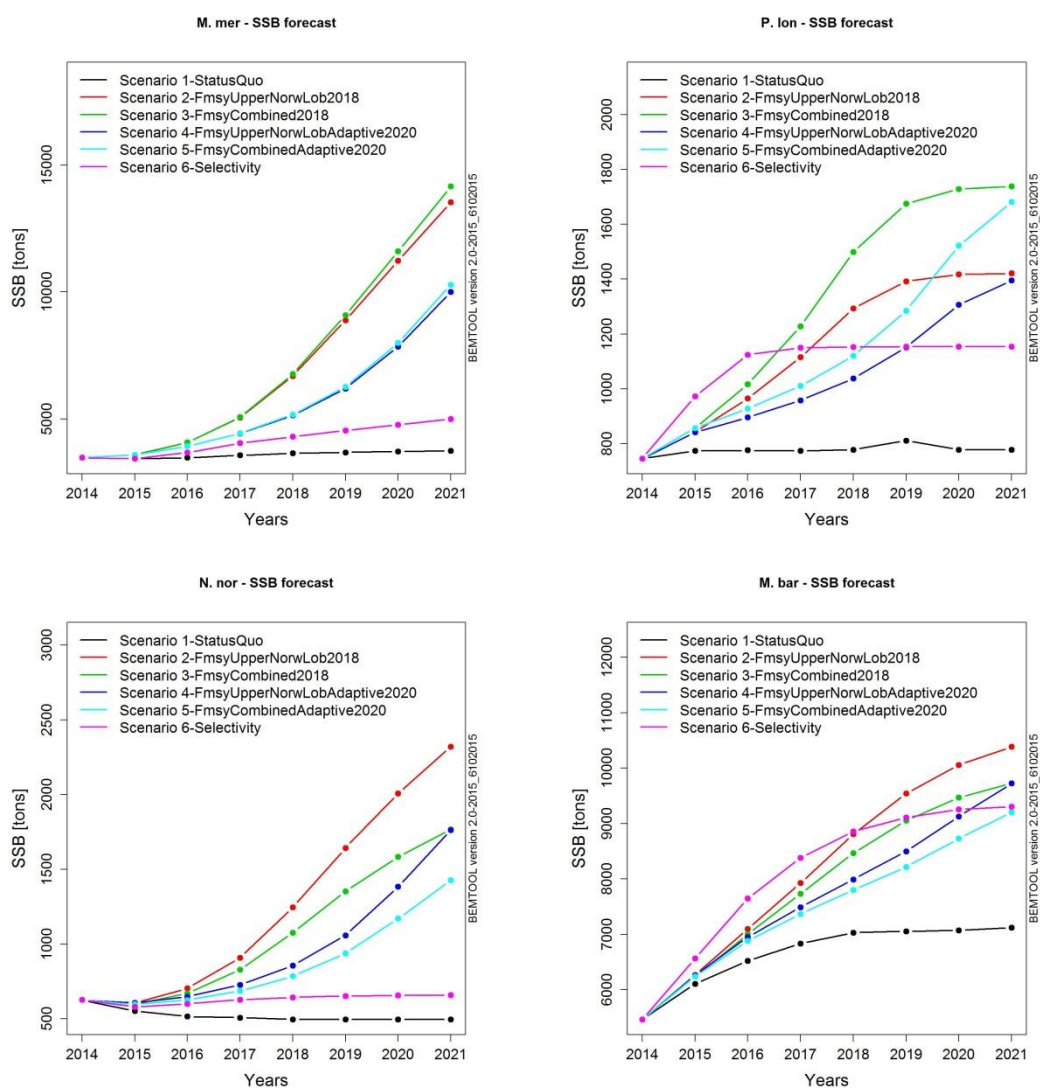 M. mer - SSB forecast
Scenario 1-StatusQuo
Scenario 2-FmsyUpperNorwLob2018
Scenario 3-FmsyCombined2018
Scenario 4-FmsyUpperNorwLobAdaptive2020
Scenario 5-FmsyCombinedAdaptive2020
Scenario 6-Selectivity
SSB [tons]
15000
10000
5000
2014 2015 2016 2017 2018 2019 2020 2021
Years
BEMTOOL version 2.0-2015_6102015
P. lon - SSB forecast
Scenario 1-StatusQuo
Scenario 2-FmsyUpperNorwLob2018
Scenario 3-FmsyCombined2018
Scenario 4-FmsyUpperNorwLobAdaptive2020
Scenario 5-FmsyCombinedAdaptive2020
Scenario 6-Selectivity
SSB [tons]
2000
1800
1600
1400
1200
1000
800
2014 2015 2016 2017 2018 2019 2020 2021
Years
BEMTOOL version 2.0-2015_6102015
N. nor - SSB forecast
Scenario 1-StatusQuo
Scenario 2-FmsyUpperNorwLob2018
Scenario 3-FmsyCombined2018
Scenario 4-FmsyUpperNorwLobAdaptive2020
Scenario 5-FmsyCombinedAdaptive2020
Scenario 6-Selectivity
SSB [tons]
3000
2500
2000
1500
1000
500
2014 2015 2016 2017 2018 2019 2020 2021
Years
BEMTOOL version 2.0-2015_6102015
M. bar - SSB forecast
Scenario 1-StatusQuo
Scenario 2-FmsyUpperNorwLob2018
Scenario 3-FmsyCombined2018
Scenario 4-FmsyUpperNorwLobAdaptive2020
Scenario 5-FmsyCombinedAdaptive2020
Scenario 6-Selectivity
SSB [tons]
12000
11000
10000
9000
8000
7000
6000
2014 2015 2016 2017 2018 2019 2020 2021
Years
BEMTOOL version 2.0-2015_6102015